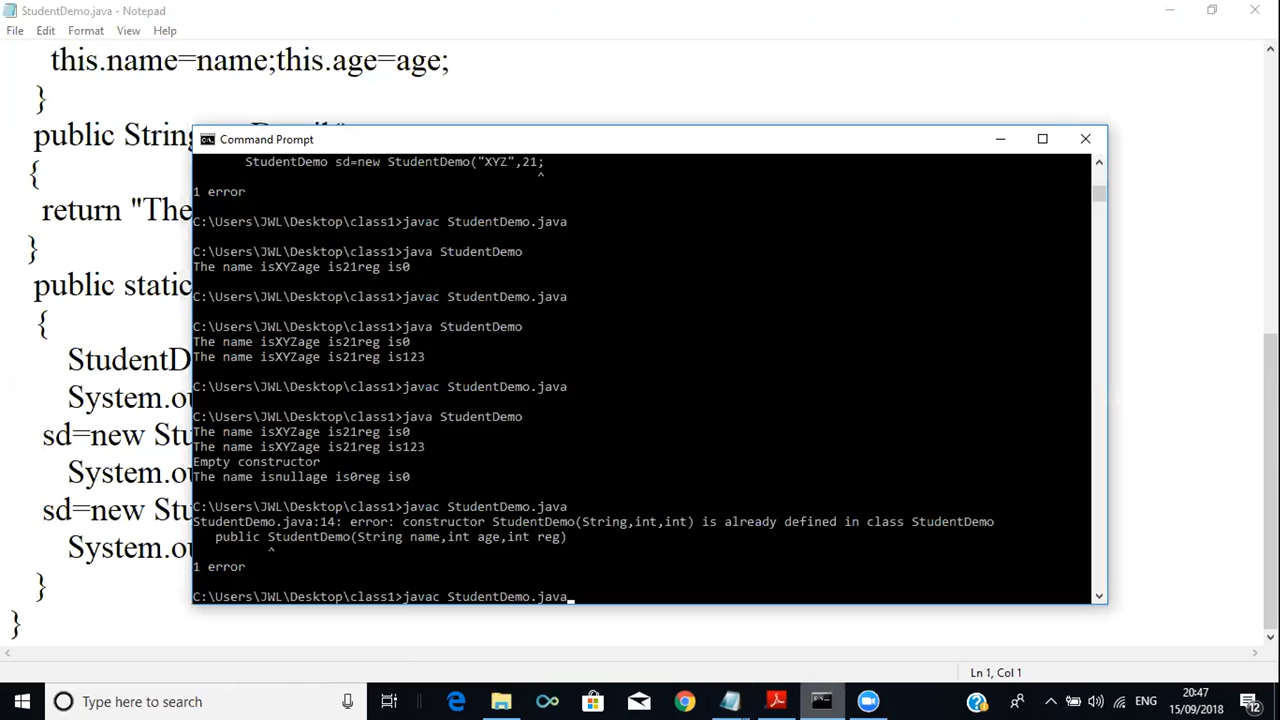 StudentDemo.java - Notepad
File Edit Format View Help
this.name=name;this.age=age;
}
public String
{
return "The
}
public static
{
StudentD
System.ou
sd=new Stu
System.ou
sd=new Stu
System.ou
}
}
Command Prompt
StudentDemo sd=new StudentDemo("XYZ",21;
^
1 error
C:\Users\JWL\Desktop\class1>javac StudentDemo.java
C:\Users\JWL\Desktop\class1>java StudentDemo
The name isXYZage is21reg is0
C:\Users\JWL\Desktop\class1>javac StudentDemo.java
C:\Users\JWL\Desktop\class1>java StudentDemo
The name isXYZage is21reg is0
The name isXYZage is21reg is123
C:\Users\JWL\Desktop\class1>javac StudentDemo.java
C:\Users\JWL\Desktop\class1>java StudentDemo
The name isXYZage is21reg is0
The name isXYZage is21reg is123
Empty constructor
The name isnullage is0reg is0
C:\Users\JWL\Desktop\class1>javac StudentDemo.java
StudentDemo.java:14: error: constructor StudentDemo(String,int,int) is already defined in class StudentDemo
public StudentDemo(String name,int age,int reg)
^
1 error
C:\Users\JWL\Desktop\class1>javac StudentDemo.java
Ln 1, Col 1
Type here to search
ENG
20:47
15/09/2018
12